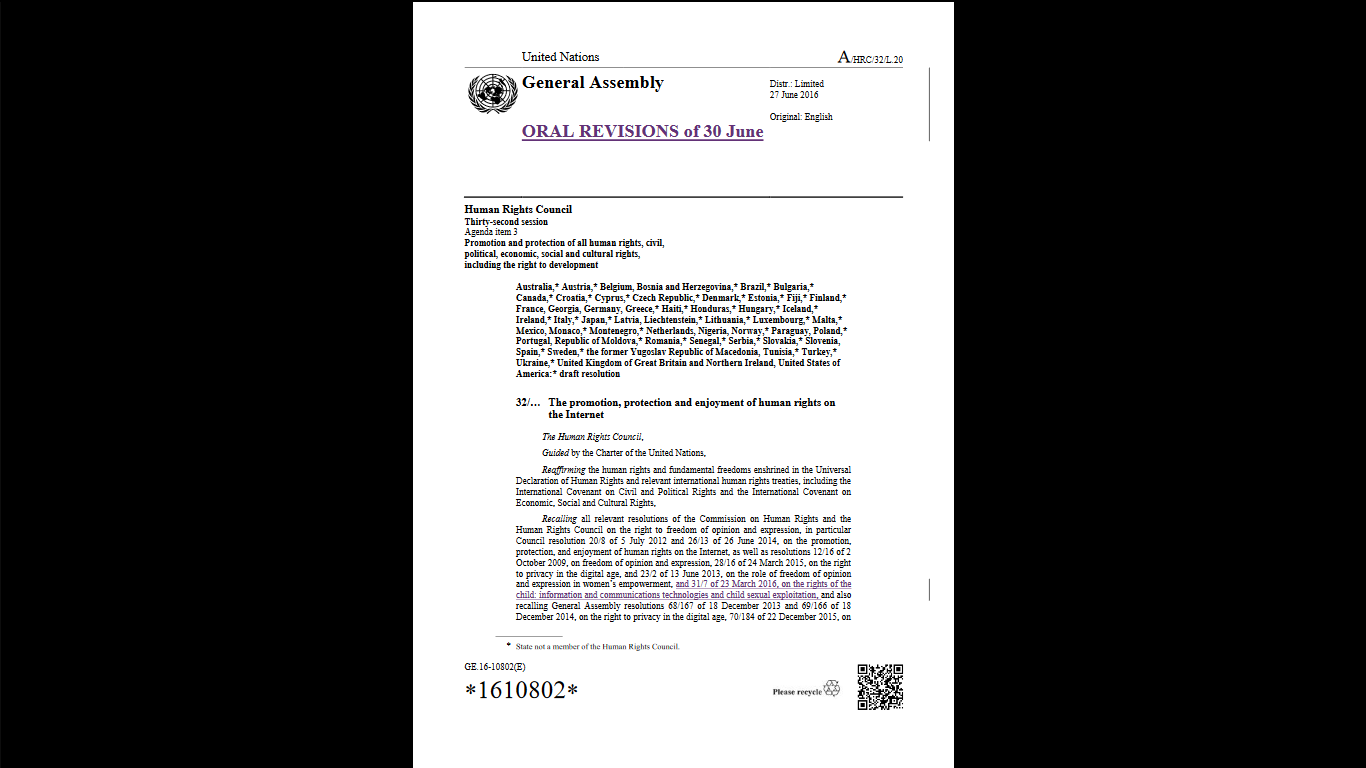 United Nations
A/HRC/32/L.20
General Assembly
Distr.: Limited
27 June 2016
Original: English
ORAL REVISIONS of 30 June
Human Rights Council
Thirty-second session
Agenda item 3
Promotion and protection of all human rights, civil,
political, economic, social and cultural rights,
including the right to development
Australia,* Austria,* Belgium, Bosnia and Herzegovina,* Brazil,* Bulgaria,*
Canada,* Croatia,* Cyprus,* Czech Republic,* Denmark,* Estonia,* Fiji,* Finland,*
France, Georgia, Germany, Greece,* Haiti,* Honduras,* Hungary,* Iceland,*
Ireland,* Italy,* Japan,* Latvia, Liechtenstein,* Lithuania,* Luxembourg,* Malta,*
Mexico, Monaco,* Montenegro,* Netherlands, Nigeria, Norway,* Paraguay, Poland,*
Portugal, Republic of Moldova,* Romania,* Senegal,* Serbia,* Slovakia,* Slovenia,
Spain,* Sweden,* the former Yugoslav Republic of Macedonia, Tunisia,* Turkey,*
Ukraine,* United Kingdom of Great Britain and Northern Ireland, United States of
America:* draft resolution
32/… The promotion, protection and enjoyment of human rights on
the Internet
The Human Rights Council,
Guided by the Charter of the United Nations,
Reaffirming the human rights and fundamental freedoms enshrined in the Universal
Declaration of Human Rights and relevant international human rights treaties, including the
International Covenant on Civil and Political Rights and the International Covenant on
Economic, Social and Cultural Rights,
Recalling all relevant resolutions of the Commission on Human Rights and the
Human Rights Council on the right to freedom of opinion and expression, in particular
Council resolution 20/8 of 5 July 2012 and 26/13 of 26 June 2014, on the promotion,
protection, and enjoyment of human rights on the Internet, as well as resolutions 12/16 of 2
October 2009, on freedom of opinion and expression, 28/16 of 24 March 2015, on the right
to privacy in the digital age, and 23/2 of 13 June 2013, on the role of freedom of opinion
and expression in women's empowerment, and 31/7 of 23 March 2016, on the rights of the
child: information and communications technologies and child sexual exploitation, and also
recalling General Assembly resolutions 68/167 of 18 December 2013 and 69/166 of 18
December 2014, on the right to privacy in the digital age, 70/184 of 22 December 2015, on
* State not a member of the Human Rights Council.
GE.16-10802(E)
*1610802*
Please recycle